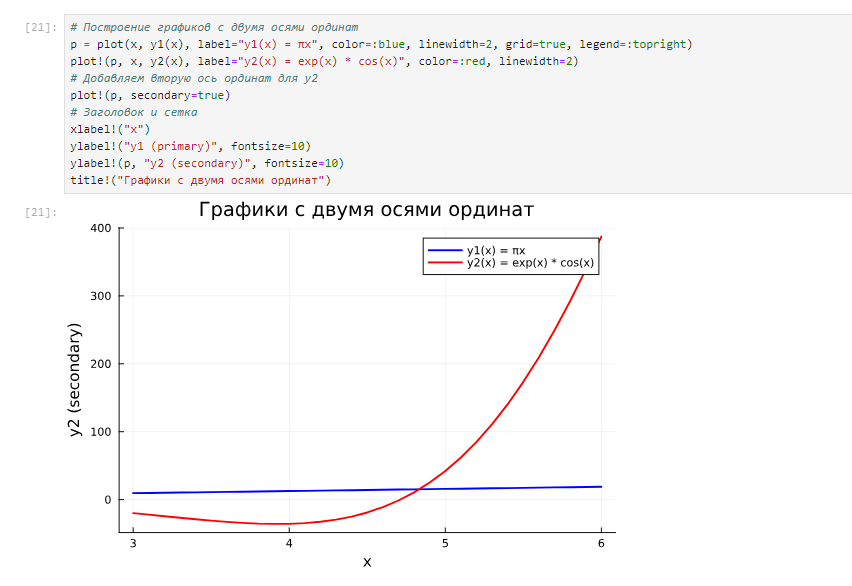 [21]:
# Построение графиков с двумя осями ординат
p = plot(x, y1(x), label="y1(x) = πx", color=:blue, linewidth=2, grid=true, legend=:topright)
plot!(p, x, y2(x), label="y2(x) = exp(x) * cos(x)", color=:red, linewidth=2)
# Добавляем вторую ось ординат для y2
plot!(p, secondary=true)
# Заголовок и сетка
xlabel!("x")
ylabel!("y1 (primary)", fontsize=10)
ylabel!(p, "y2 (secondary)", fontsize=10)
title!("Графики с двумя осями ординат")
[21]:
Графики с двумя осями ординат
y1(x) = πx
y2(x) = exp(x) * cos(x)
y2 (secondary)
400
300
200
100
0
3 4 5 6
x